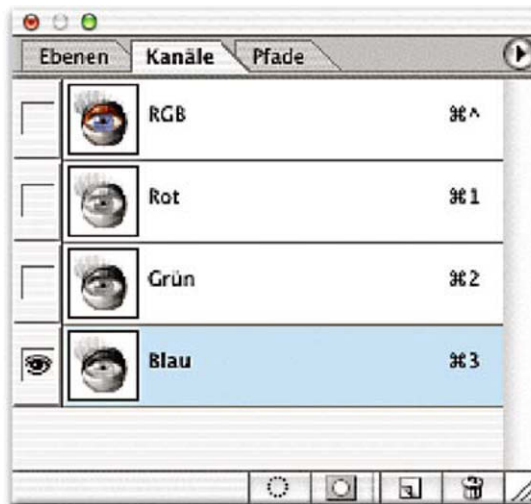 Ebenen Kanäle Pfade
RGB ⌘^
Rot ⌘1
Grün ⌘2
Blau ⌘3